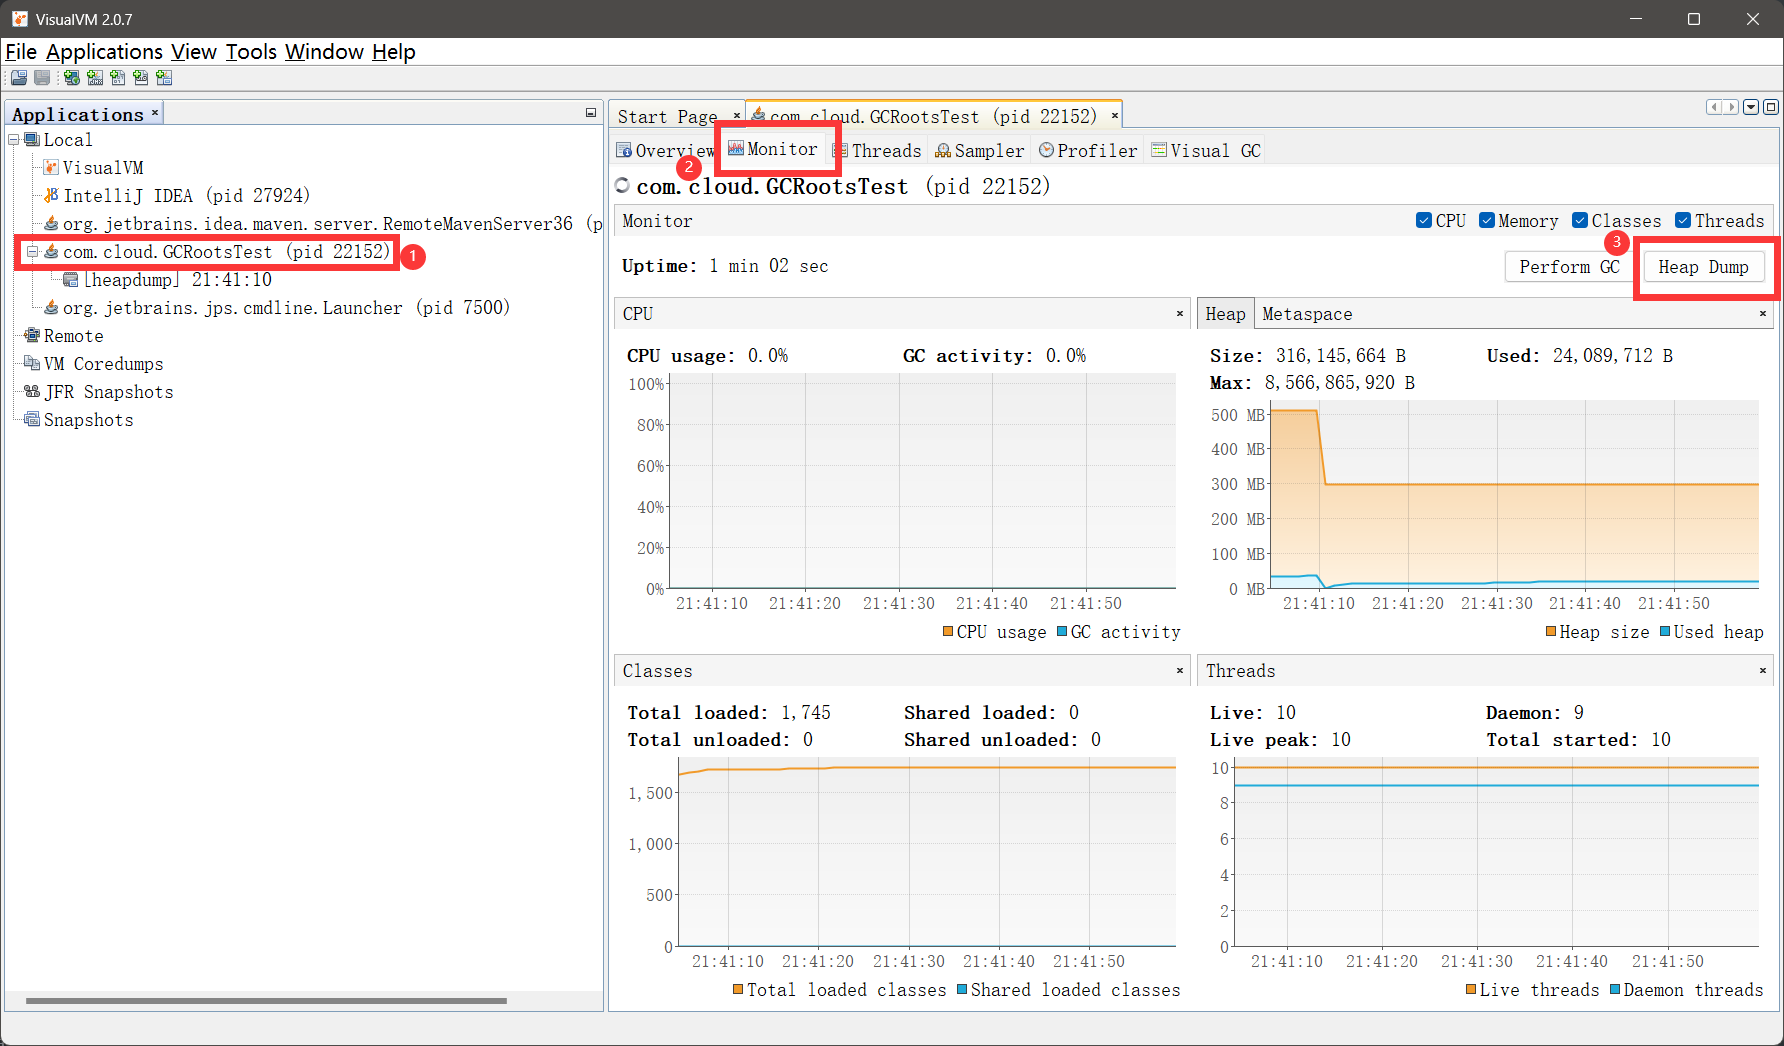 VisualVM 2.0.7
File Applications View Tools Window Help
Applications ×
Local
VisualVM
IntelliJ IDEA (pid 27924)
org.jetbrains.idea.maven.server.RemoteMavenServer36 (p
com.cloud.GCRootsTest (pid 22152)
1
[heapdump] 21:41:10
org.jetbrains.jps.cmdline.Launcher (pid 7500)
Remote
VM Coredumps
JFR Snapshots
Snapshots
Start Page × com.cloud.GCRootsTest (pid 22152) ×
Overview Monitor Threads Sampler Profiler Visual GC
2
com.cloud.GCRootsTest (pid 22152)
Monitor CPU Memory Classes Threads
3
Uptime: 1 min 02 sec Perform GC Heap Dump
CPU ×
CPU usage: 0.0% GC activity: 0.0%
100%
80%
60%
40%
20%
0%
21:41:10 21:41:20 21:41:30 21:41:40 21:41:50
CPU usage GC activity
Heap Metaspace ×
Size: 316,145,664 B Used: 24,089,712 B
Max: 8,566,865,920 B
500 MB
400 MB
300 MB
200 MB
100 MB
0 MB
21:41:10 21:41:20 21:41:30 21:41:40 21:41:50
Heap size Used heap
Classes ×
Total loaded: 1,745 Shared loaded: 0
Total unloaded: 0 Shared unloaded: 0
1,500
1,000
500
0
21:41:10 21:41:20 21:41:30 21:41:40 21:41:50
Total loaded classes Shared loaded classes
Threads ×
Live: 10 Daemon: 9
Live peak: 10 Total started: 10
10
8
6
4
2
0
21:41:10 21:41:20 21:41:30 21:41:40 21:41:50
Live threads Daemon threads